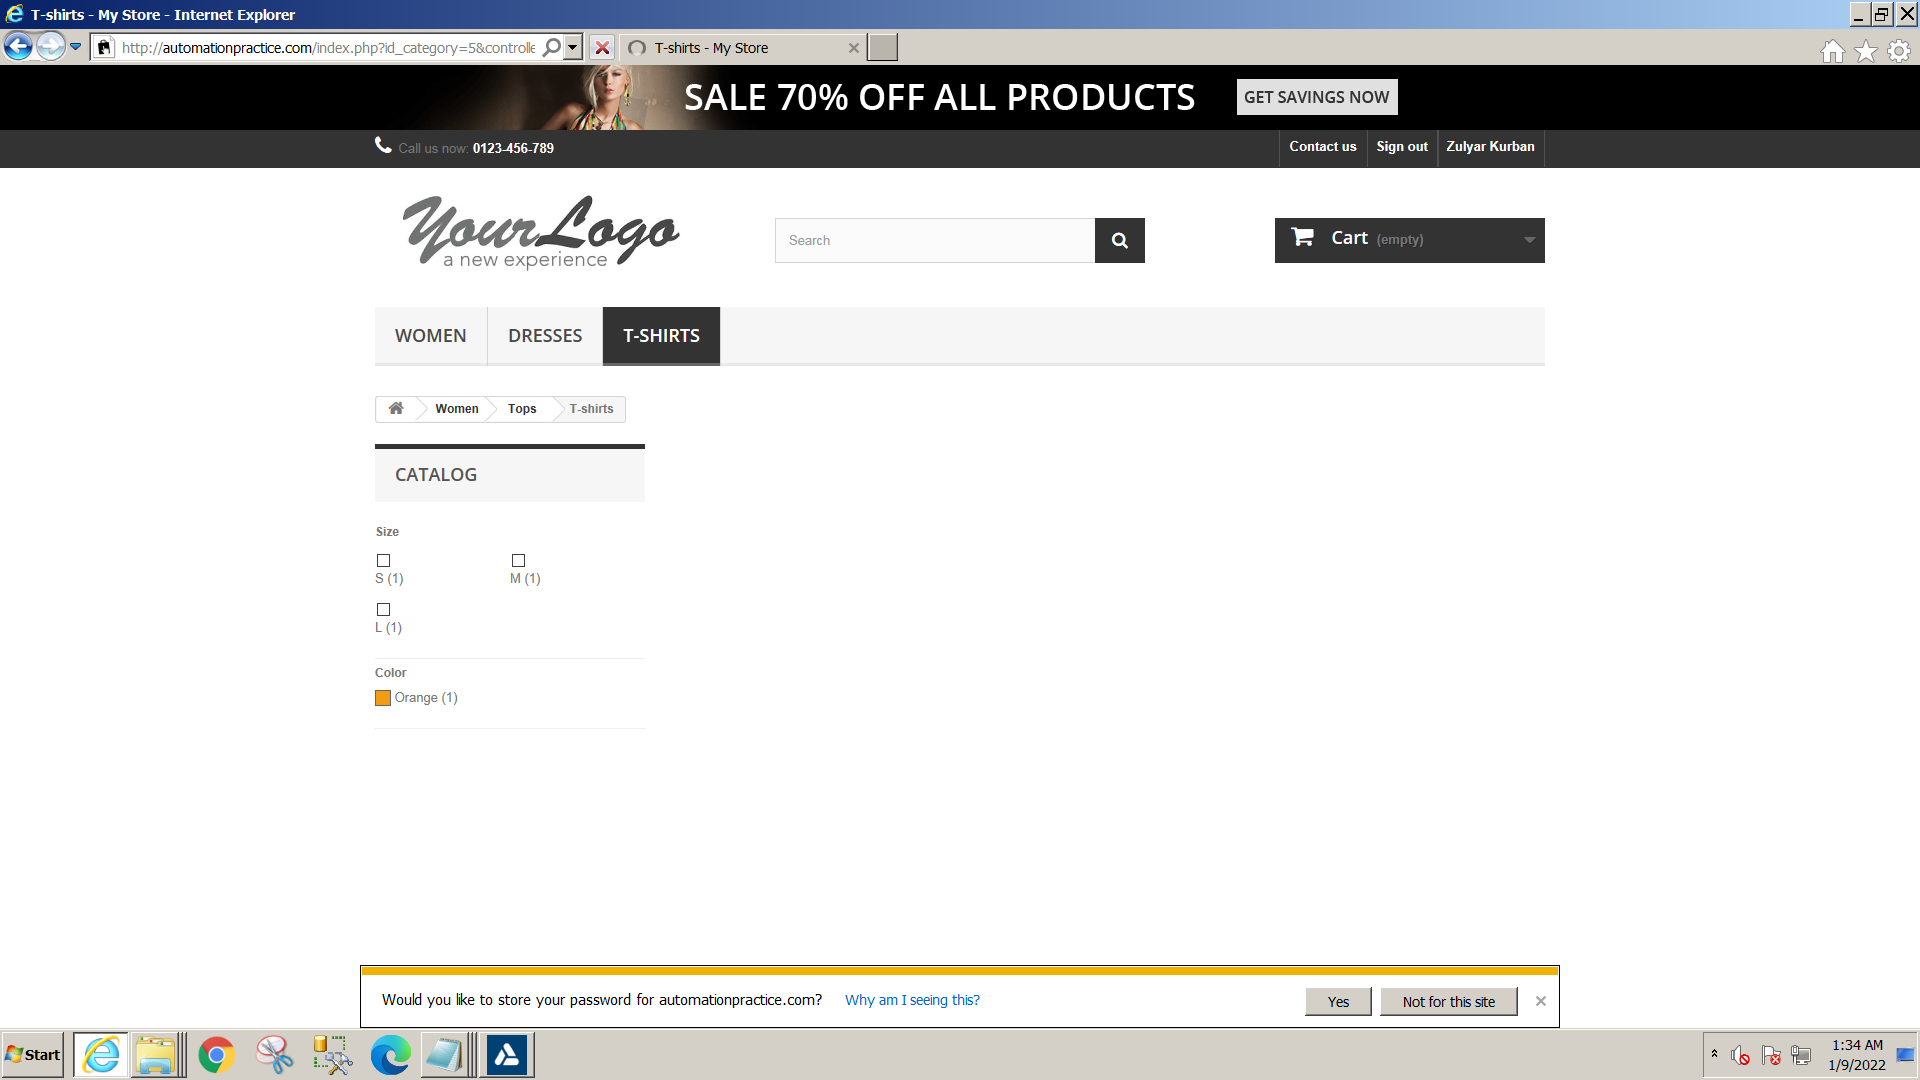 T-shirts - My Store - Internet Explorer
http://automationpractice.com/index.php?id_category=5&controlle
T-shirts - My Store
SALE 70% OFF ALL PRODUCTS
GET SAVINGS NOW
Call us now: 0123-456-789
Contact us
Sign out
Zulyar Kurban
YourLogo
a new experience
Search
Cart (empty)
WOMEN
DRESSES
T-SHIRTS
Women
Tops
T-shirts
CATALOG
Size
S (1)
M (1)
L (1)
Color
Orange (1)
Would you like to store your password for automationpractice.com?
Why am I seeing this?
Yes
Not for this site
Start
1:34 AM
1/9/2022